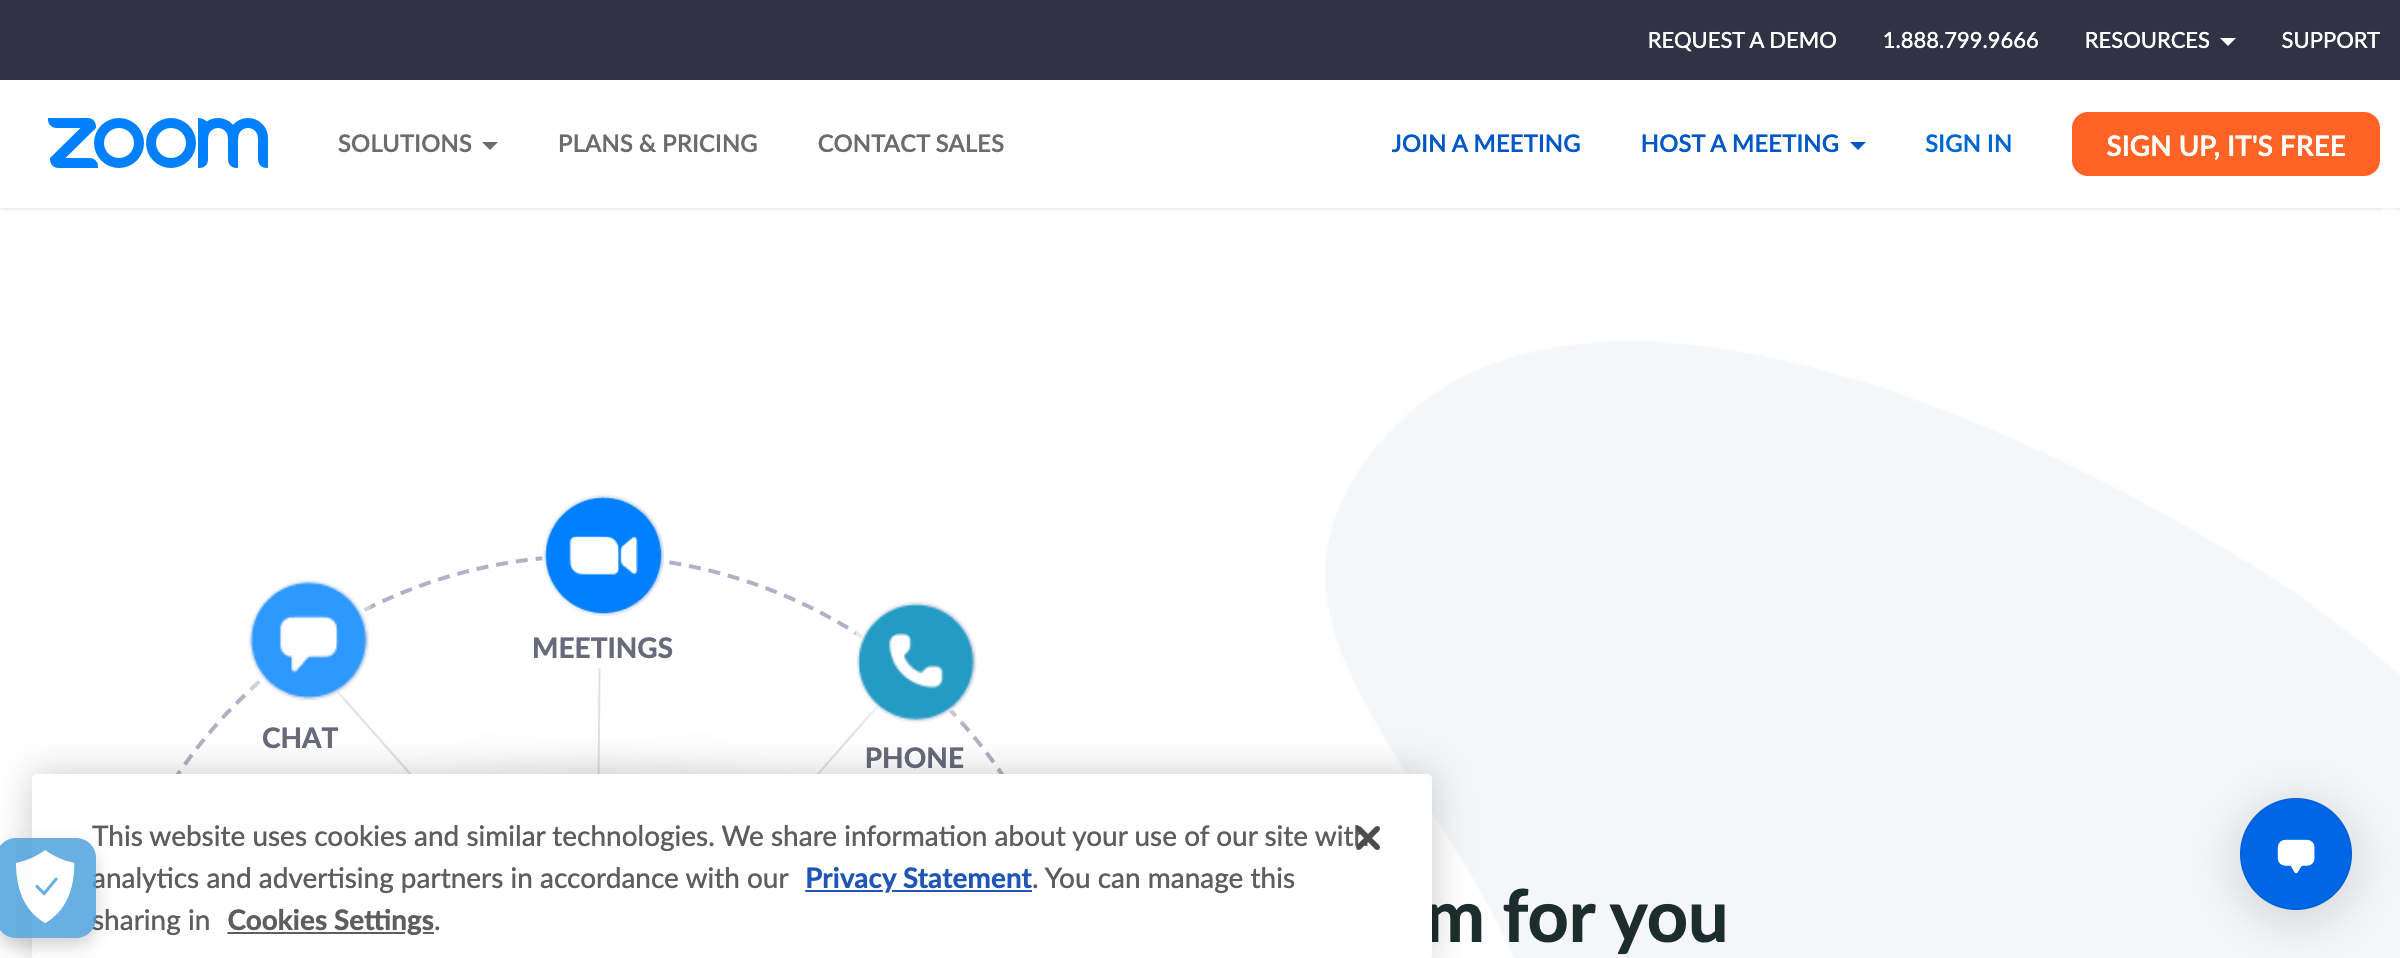 REQUEST A DEMO 1.888.799.9666 RESOURCES SUPPORT
zoom SOLUTIONS PLANS & PRICING CONTACT SALES JOIN A MEETING HOST A MEETING SIGN IN SIGN UP, IT'S FREE
MEETINGS
CHAT
PHONE
This website uses cookies and similar technologies. We share information about your use of our site with
analytics and advertising partners in accordance with our Privacy Statement. You can manage this
sharing in Cookies Settings.
m for you